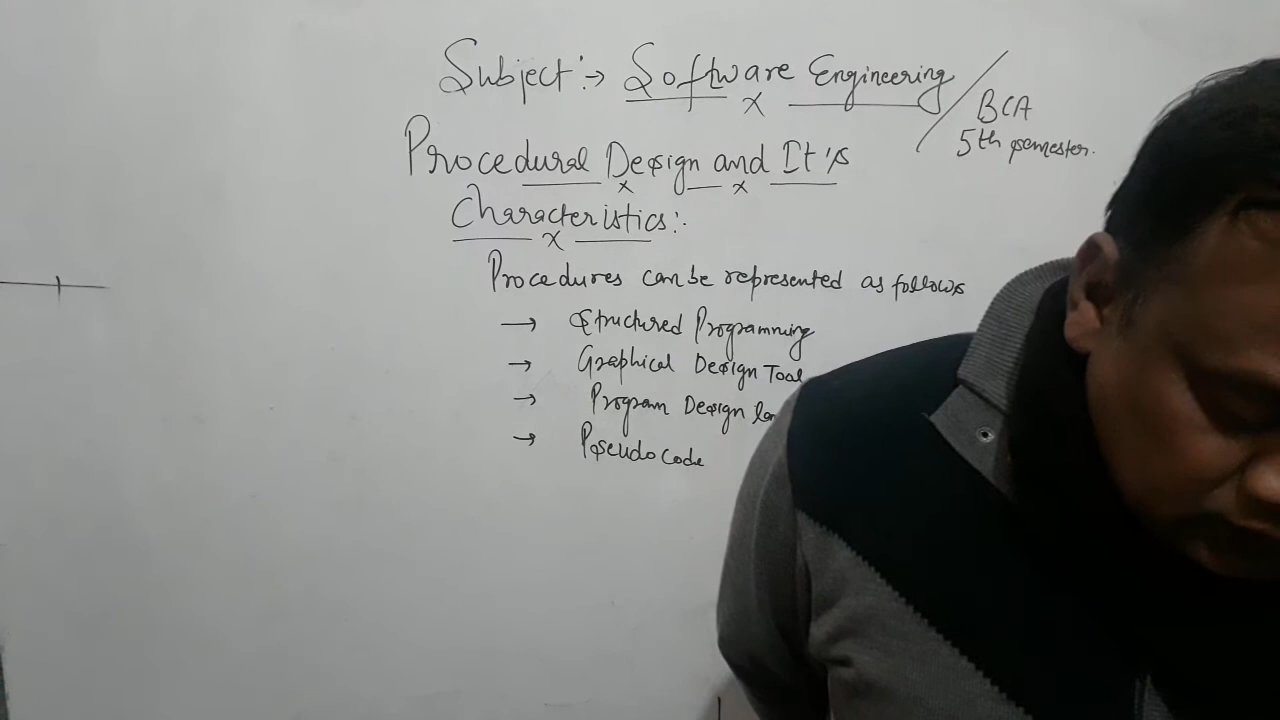 Subject :→ Software Engineering / BCA
5th semester.
Procedural Design and It's
Characteristics :-
Procedures can be represented as follows
→ Structured Programming
→ Graphical Design Tool
→ Program Design
→ Pseudo code